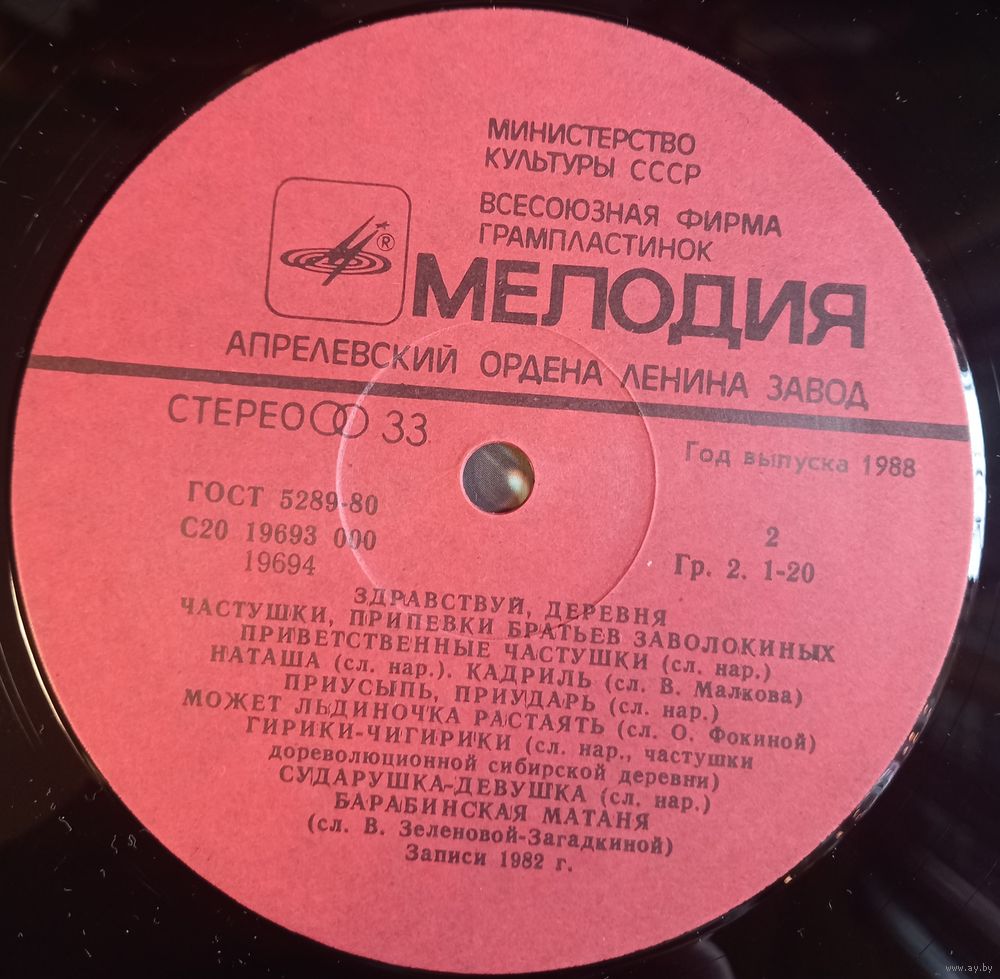 МИНИСТЕРСТВО
КУЛЬТУРЫ СССР
ВСЕСОЮЗНАЯ ФИРМА
ГРАМПЛАСТИНОК
®
МЕЛОДИЯ
АПРЕЛЕВСКИЙ ОРДЕНА ЛЕНИНА ЗАВОД
СТЕРЕО 33
Год выпуска 1988
ГОСТ 5289-80
С20 19693 000
19694
2
Гр. 2. 1-20
ЗДРАВСТВУЙ, ДЕРЕВНЯ
ЧАСТУШКИ, ПРИПЕВКИ БРАТЬЕВ ЗАВОЛОКИНЫХ
ПРИВЕТСТВЕННЫЕ ЧАСТУШКИ (сл. нар.)
НАТАША (сл. нар.). КАДРИЛЬ (сл. В. Малкова)
ПРИУСЫПЬ, ПРИУДАРЬ (сл. нар.)
МОЖЕТ ЛЬДИНОЧКА РАСТАЯТЬ (сл. О. Фокиной)
ГИРИКИ-ЧИГИРИКИ (сл. нар., частушки
дореволюционной сибирской деревни)
СУДАРУШКА-ДЕВУШКА (сл. нар.)
БАРАБИНСКАЯ МАТАНЯ
(сл. В. Зеленовой-Загадкиной)
Записи 1982 г.
www.ay.by